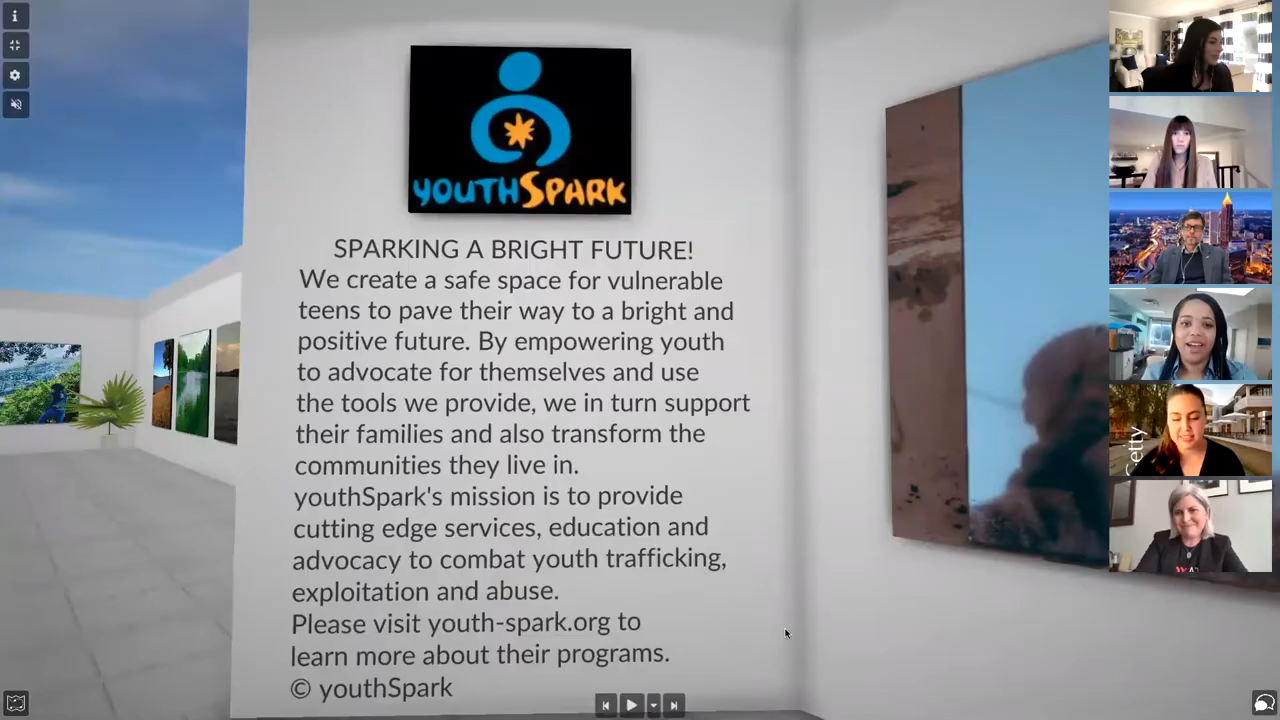 YOUTHSPARK
SPARKING A BRIGHT FUTURE!
We create a safe space for vulnerable
teens to pave their way to a bright and
positive future. By empowering youth
to advocate for themselves and use
the tools we provide, we in turn support
their families and also transform the
communities they live in.
youthSpark's mission is to provide
cutting edge services, education and
advocacy to combat youth trafficking,
exploitation and abuse.
Please visit youth-spark.org to
learn more about their programs.
© youthSpark
Getty